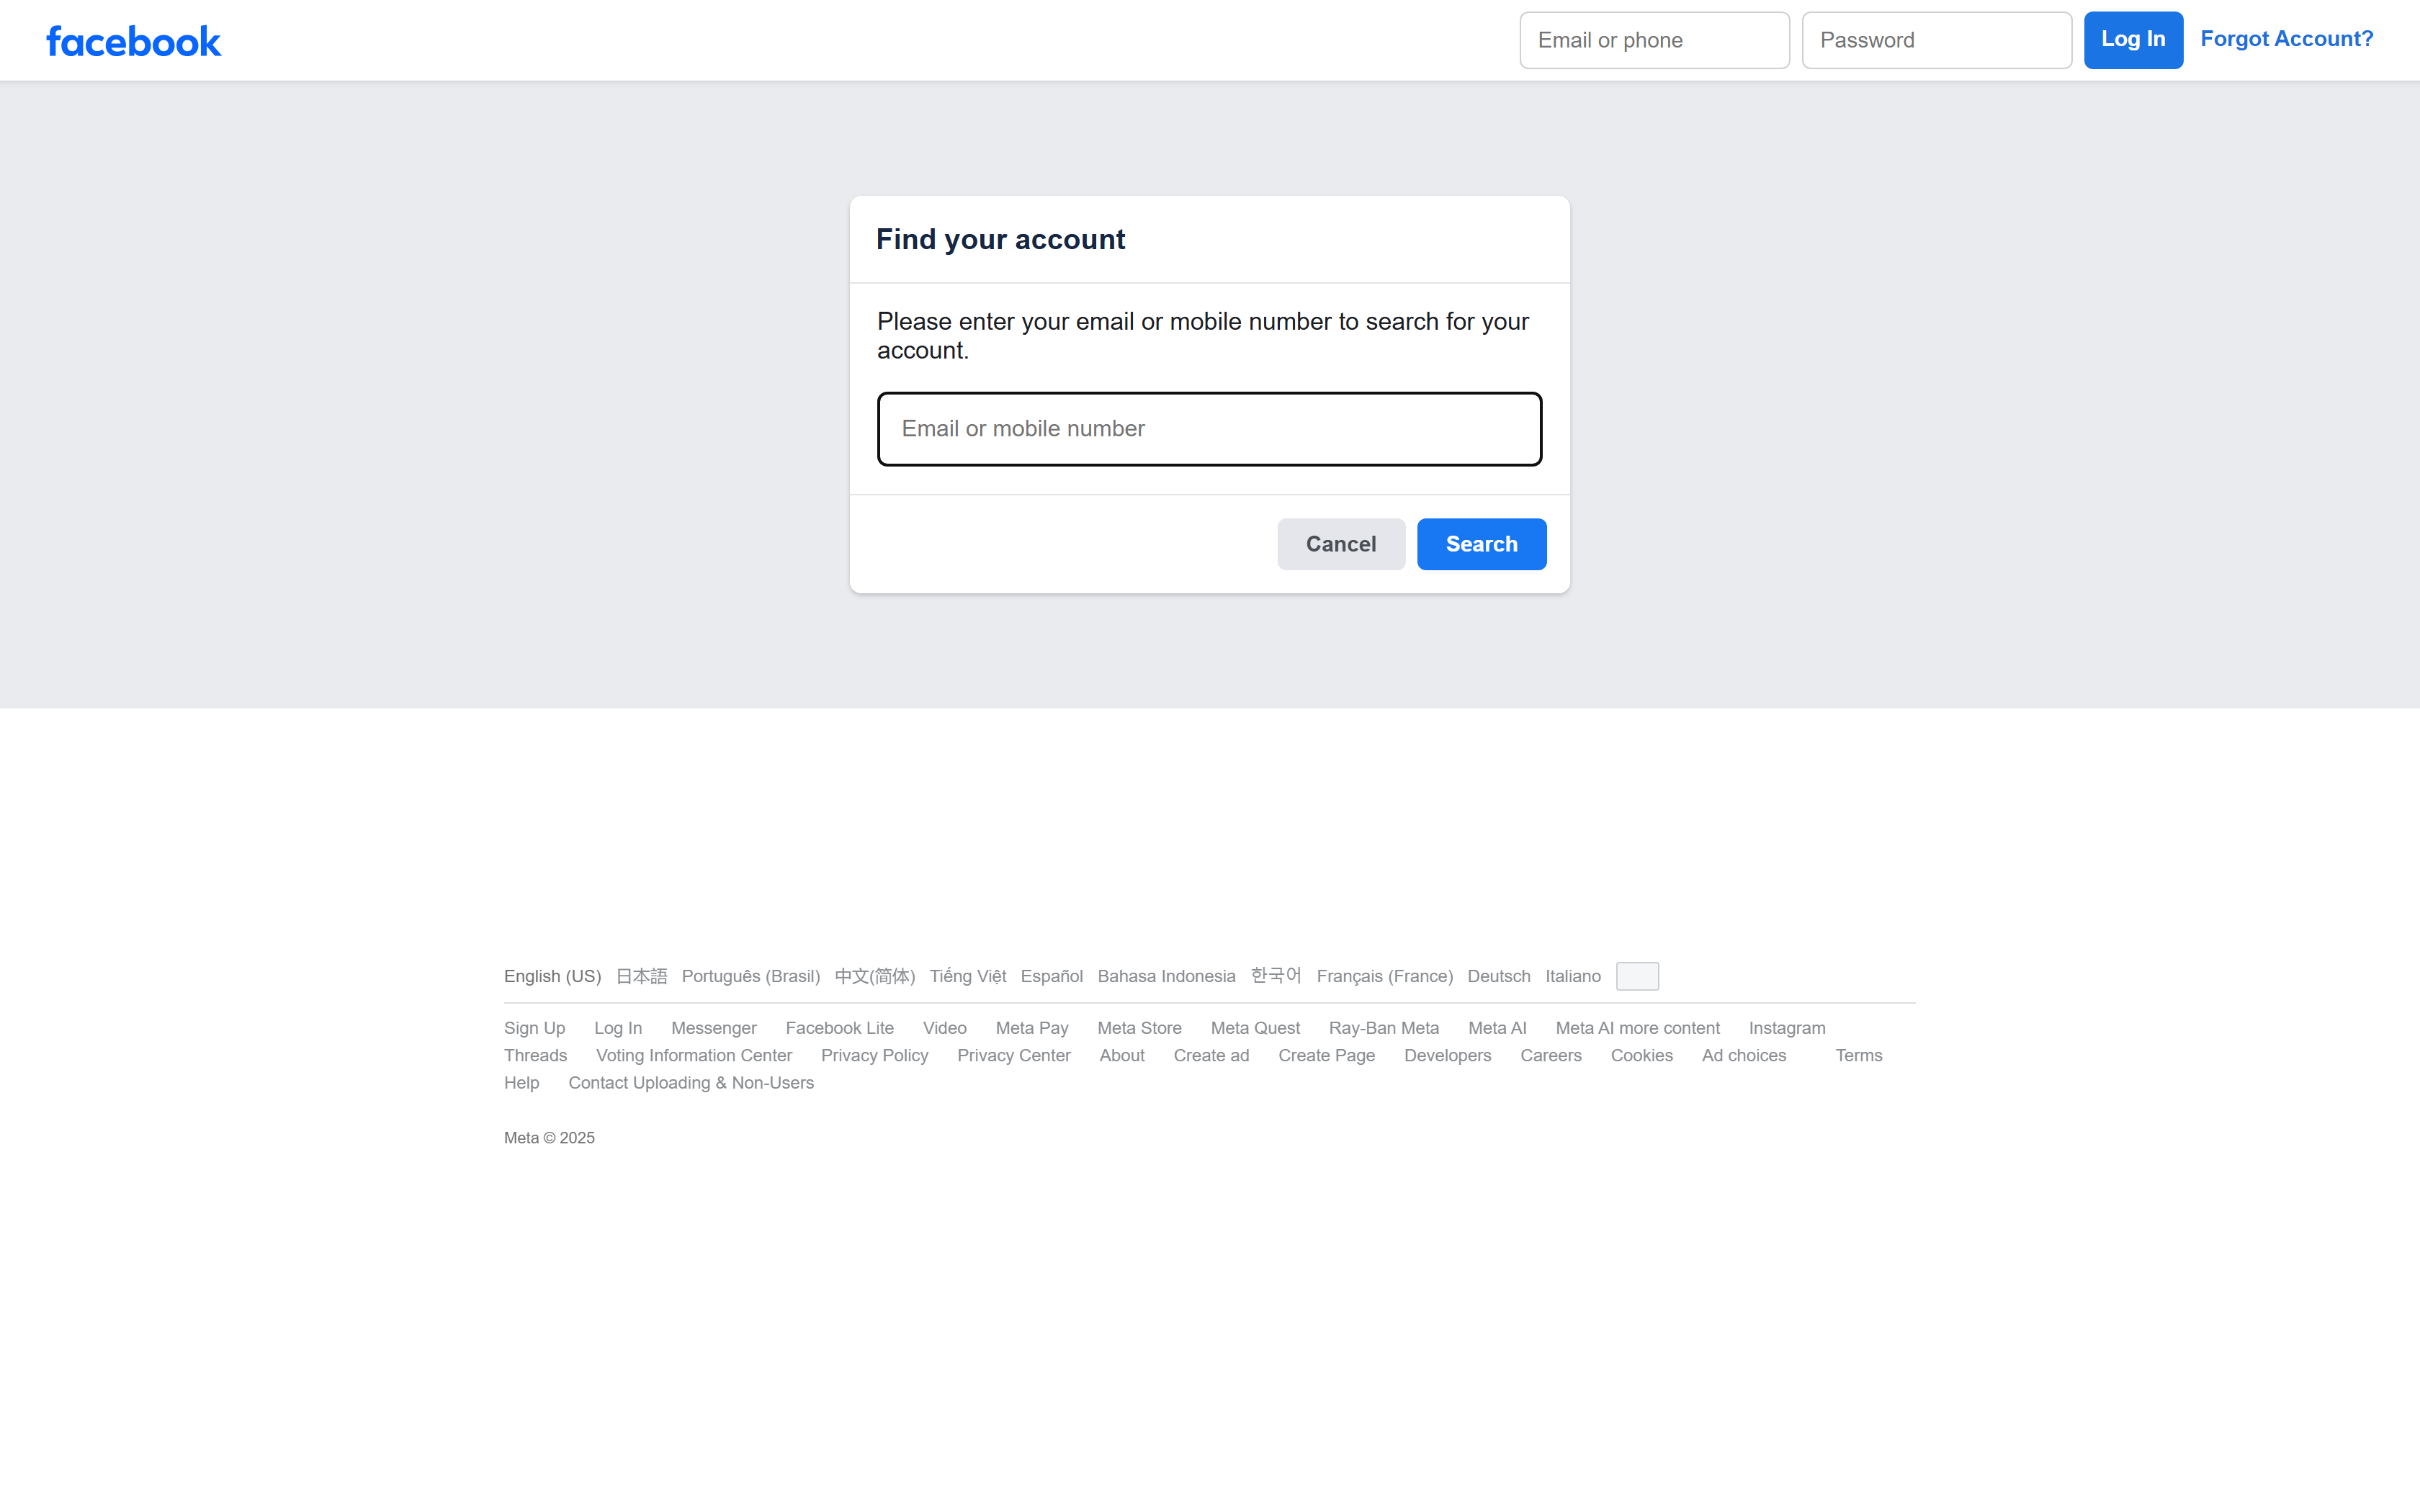 facebook
Email or phone Password Log In Forgot Account?
Find your account
Please enter your email or mobile number to search for your
account.
Email or mobile number
Cancel Search
English (US) 日本語 Português (Brasil) 中文(简体) Tiếng Việt Español Bahasa Indonesia 한국어 Français (France) Deutsch Italiano
Sign Up Log In Messenger Facebook Lite Video Meta Pay Meta Store Meta Quest Ray-Ban Meta Meta AI Meta AI more content Instagram
Threads Voting Information Center Privacy Policy Privacy Center About Create ad Create Page Developers Careers Cookies Ad choices Terms
Help Contact Uploading & Non-Users
Meta © 2025